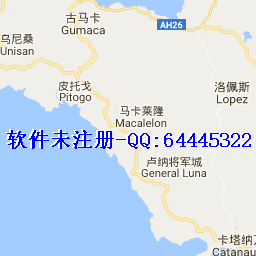 古马卡
Gumaca
AH26
乌尼桑
Unisan
皮托戈
Pitogo
洛佩斯
Lopez
马卡莱隆
Macalelon
软件未注册-QQ:64445322
卢纳将军城
General Luna
卡塔纳
Catanau